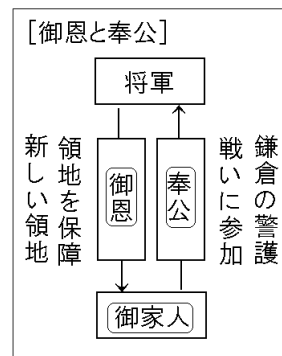 ［御恩と奉公］
将軍
鎌倉の警護
戦いに参加
奉公
御恩
領地を保障
新しい領地
御家人